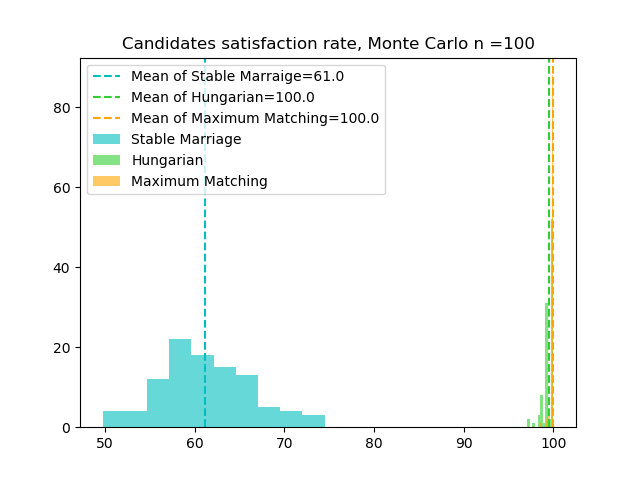 Candidates satisfaction rate, Monte Carlo n =100
Mean of Stable Marraige=61.0
Mean of Hungarian=100.0
Mean of Maximum Matching=100.0
Stable Marriage
Hungarian
Maximum Matching
80
60
40
20
0
50 60 70 80 90 100